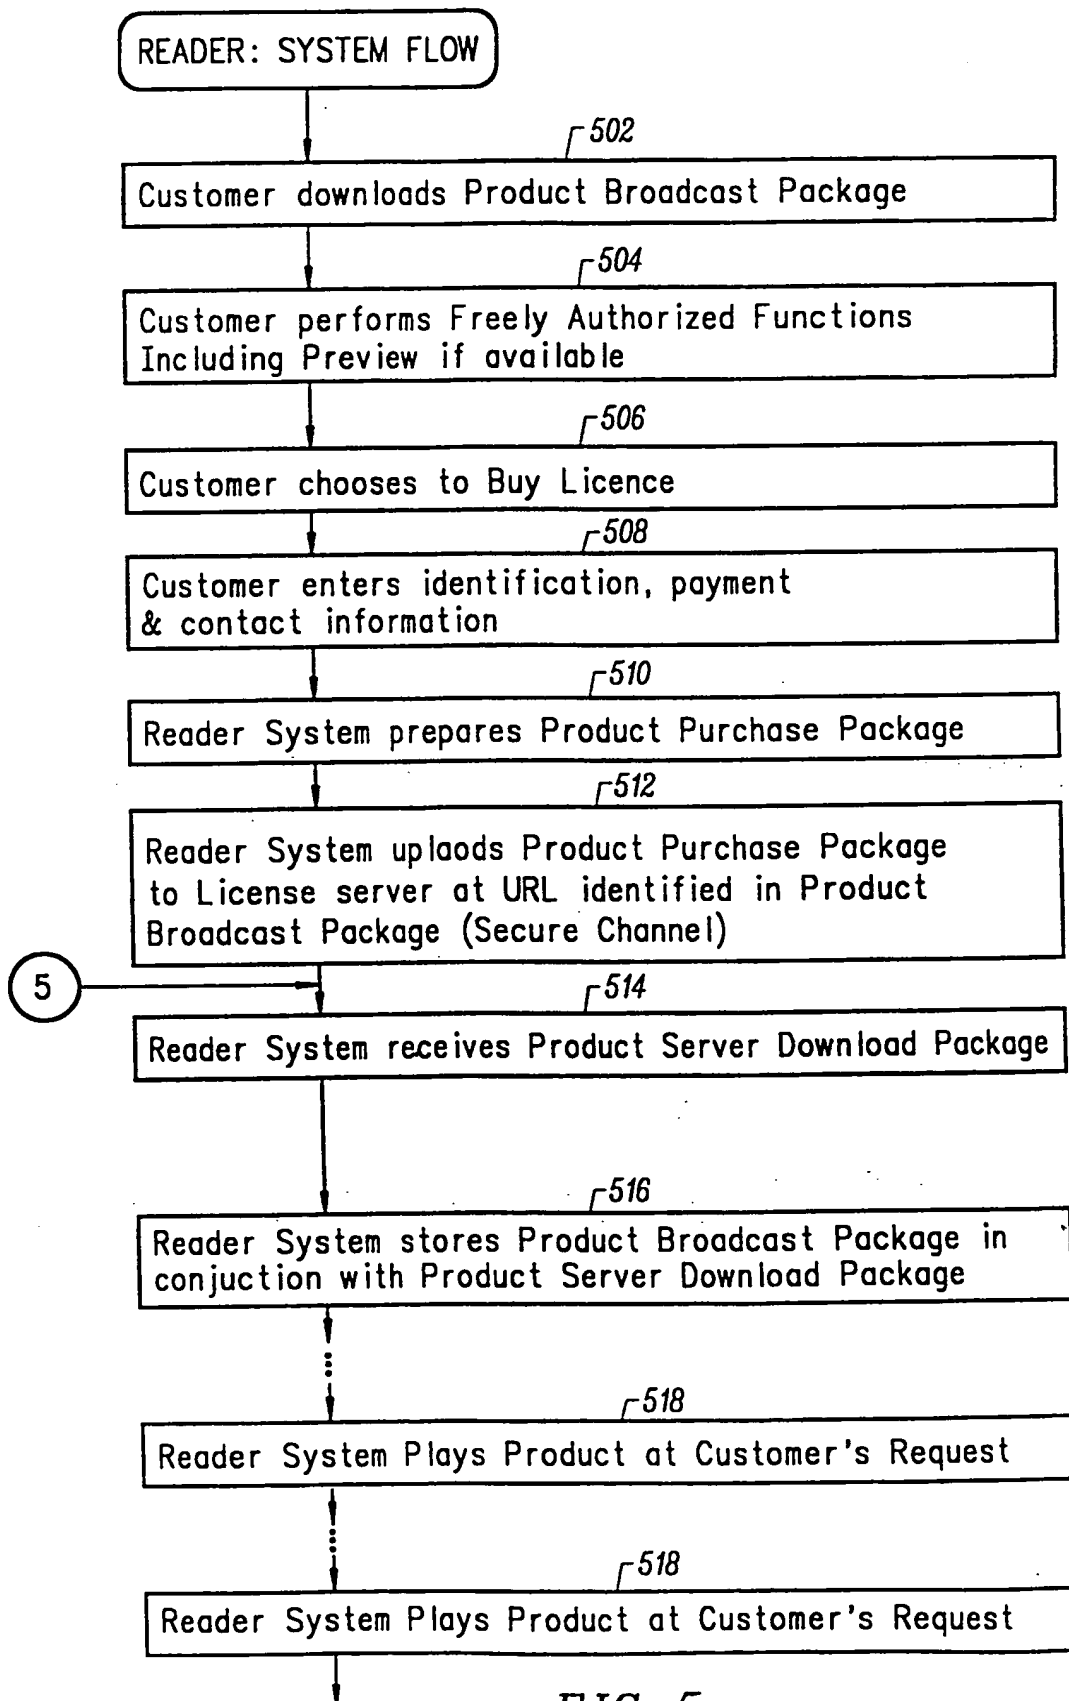 READER: SYSTEM FLOW
502
Customer downloads Product Broadcast Package
504
Customer performs Freely Authorized Functions
Including Preview if available
506
Customer chooses to Buy Licence
508
Customer enters identification, payment
& contact information
510
Reader System prepares Product Purchase Package
512
Reader System uplaods Product Purchase Package
to License server at URL identified in Product
Broadcast Package (Secure Channel)
5
514
Reader System receives Product Server Download Package
516
Reader System stores Product Broadcast Package in
conjuction with Product Server Download Package
518
Reader System Plays Product at Customer's Request
518
Reader System Plays Product at Customer's Request
FIG. 5